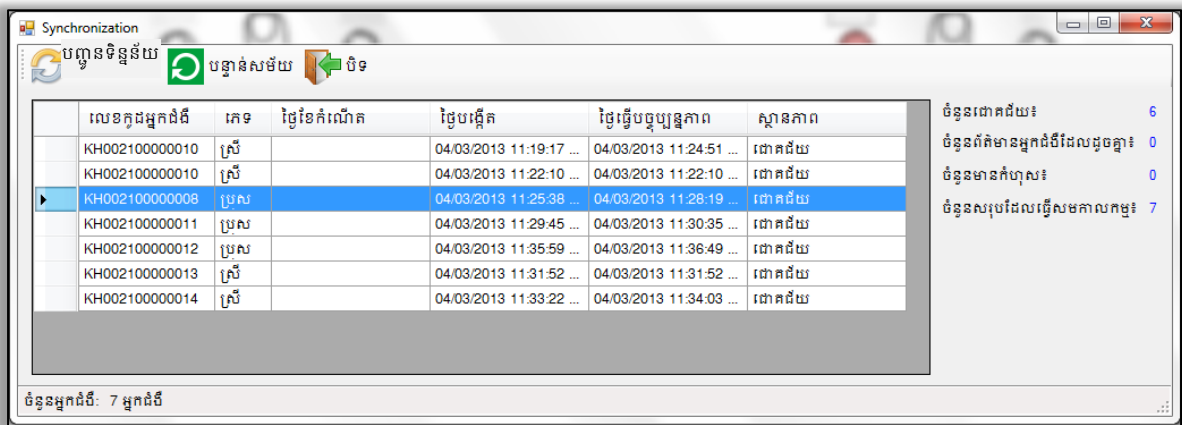 Synchronization
បញ្ជូនទិន្នន័យ បន្ទាន់សម័យ បិទ
លេខកូដអ្នកជំងឺ ភេទ ថ្ងៃខែកំណើត ថ្ងៃបង្កើត ថ្ងៃធ្វើបច្ចុប្បន្នភាព ស្ថានភាព
KH002100000010 ស្រី 04/03/2013 11:19:17 ... 04/03/2013 11:24:51 ... ជោគជ័យ
KH002100000010 ស្រី 04/03/2013 11:22:10 ... 04/03/2013 11:22:10 ... ជោគជ័យ
KH002100000008 ប្រុស 04/03/2013 11:25:38 ... 04/03/2013 11:28:19 ... ជោគជ័យ
KH002100000011 ប្រុស 04/03/2013 11:29:45 ... 04/03/2013 11:30:35 ... ជោគជ័យ
KH002100000012 ប្រុស 04/03/2013 11:35:59 ... 04/03/2013 11:36:49 ... ជោគជ័យ
KH002100000013 ស្រី 04/03/2013 11:31:52 ... 04/03/2013 11:31:52 ... ជោគជ័យ
KH002100000014 ស្រី 04/03/2013 11:33:22 ... 04/03/2013 11:34:03 ... ជោគជ័យ
ចំនួនជោគជ័យ៖ 6
ចំនួនព័ត៌មានអ្នកជំងឺដែលដូចគ្នា៖ 0
ចំនួនមានកំហុស៖ 0
ចំនួនសរុបដែលធ្វើសមកាលកម្ម៖ 7
ចំនួនអ្នកជំងឺ: 7 អ្នកជំងឺ